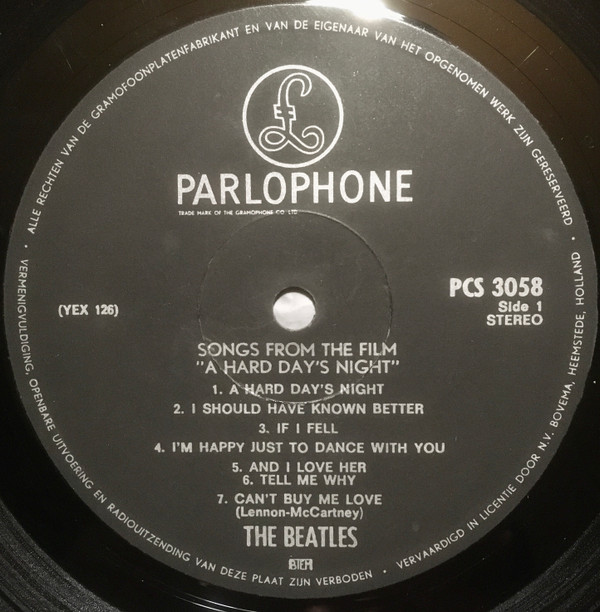 ALLE RECHTEN VAN DE GRAMOFOONPLATENFABRIKANT EN VAN DE EIGENAAR VAN HET OPGENOMEN WERK ZIJN GERESERVEERD •
£
PARLOPHONE
TRADE MARK OF THE GRAMOPHONE CO. LTD.
(YEX 126)
PCS 3058
Side 1
STEREO
SONGS FROM THE FILM
"A HARD DAY'S NIGHT"
1. A HARD DAY'S NIGHT
2. I SHOULD HAVE KNOWN BETTER
3. IF I FELL
4. I'M HAPPY JUST TO DANCE WITH YOU
5. AND I LOVE HER
6. TELL ME WHY
7. CAN'T BUY ME LOVE
(Lennon-McCartney)
THE BEATLES
STEMRA
VERMENIGVULDIGING, OPENBARE UITVOERING EN RADIOUITZENDING VAN DEZE PLAAT ZIJN VERBODEN • VERVAARDIGD IN LICENTIE DOOR N.V. BOVEMA, HEEMSTEDE, HOLLAND •